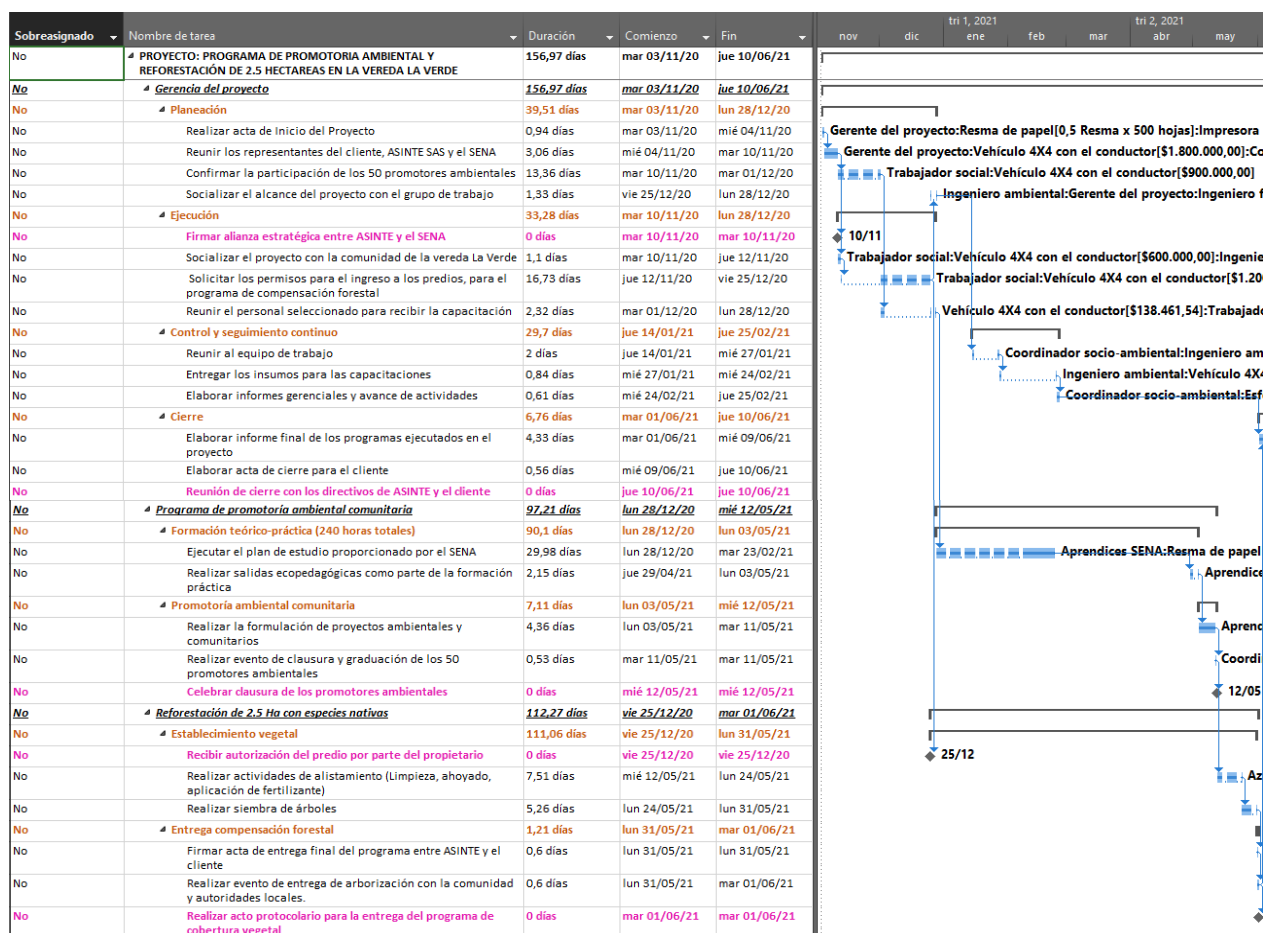 tri 1, 2021 tri 2, 2021
Sobreasignado Nombre de tarea Duración Comienzo Fin nov dic ene feb mar abr may
No PROYECTO: PROGRAMA DE PROMOTORIA AMBIENTAL Y 156,97 días mar 03/11/20 jue 10/06/21
REFORESTACIÓN DE 2.5 HECTAREAS EN LA VEREDA LA VERDE
No Gerencia del proyecto 156,97 días mar 03/11/20 jue 10/06/21
No Planeación 39,51 días mar 03/11/20 lun 28/12/20
No Realizar acta de Inicio del Proyecto 0,94 días mar 03/11/20 mié 04/11/20 Gerente del proyecto:Resma de papel[0,5 Resma x 500 hojas]:Impresora
No Reunir los representantes del cliente, ASINTE SAS y el SENA 3,06 días mié 04/11/20 mar 10/11/20 Gerente del proyecto:Vehículo 4X4 con el conductor[$1.800.000,00]:Co
No Confirmar la participación de los 50 promotores ambientales 13,36 días mar 10/11/20 mar 01/12/20 Trabajador social:Vehículo 4X4 con el conductor[$900.000,00]
No Socializar el alcance del proyecto con el grupo de trabajo 1,33 días vie 25/12/20 lun 28/12/20 Ingeniero ambiental:Gerente del proyecto:Ingeniero f
No Ejecución 33,28 días mar 10/11/20 lun 28/12/20
No Firmar alianza estratégica entre ASINTE y el SENA 0 días mar 10/11/20 mar 10/11/20 10/11
No Socializar el proyecto con la comunidad de la vereda La Verde 1,1 días mar 10/11/20 jue 12/11/20 Trabajador social:Vehículo 4X4 con el conductor[$600.000,00]:Ingenie
No Solicitar los permisos para el ingreso a los predios, para el 16,73 días jue 12/11/20 vie 25/12/20 Trabajador social:Vehículo 4X4 con el conductor[$1.20
programa de compensación forestal
No Reunir el personal seleccionado para recibir la capacitación 2,32 días mar 01/12/20 lun 28/12/20 Vehículo 4X4 con el conductor[$138.461,54]:Trabajado
No Control y seguimiento continuo 29,7 días jue 14/01/21 jue 25/02/21
No Reunir al equipo de trabajo 2 días jue 14/01/21 mié 27/01/21 Coordinador socio-ambiental:Ingeniero am
No Entregar los insumos para las capacitaciones 0,84 días mié 27/01/21 mié 24/02/21 Ingeniero ambiental:Vehículo 4X4
No Elaborar informes gerenciales y avance de actividades 0,61 días mié 24/02/21 jue 25/02/21 Coordinador socio-ambiental:Esf
No Cierre 6,76 días mar 01/06/21 jue 10/06/21
No Elaborar informe final de los programas ejecutados en el 4,33 días mar 01/06/21 mié 09/06/21
proyecto
No Elaborar acta de cierre para el cliente 0,56 días mié 09/06/21 jue 10/06/21
No Reunión de cierre con los directivos de ASINTE y el cliente 0 días jue 10/06/21 jue 10/06/21
No Programa de promotoría ambiental comunitaria 97,21 días lun 28/12/20 mié 12/05/21
No Formación teórico-práctica (240 horas totales) 90,1 días lun 28/12/20 lun 03/05/21
No Ejecutar el plan de estudio proporcionado por el SENA 29,98 días lun 28/12/20 mar 23/02/21 Aprendices SENA:Resma de papel
No Realizar salidas ecopedagógicas como parte de la formación 2,15 días jue 29/04/21 lun 03/05/21 Aprendice
práctica
No Promotoría ambiental comunitaria 7,11 días lun 03/05/21 mié 12/05/21
No Realizar la formulación de proyectos ambientales y 4,36 días lun 03/05/21 mar 11/05/21 Aprend
comunitarios
No Realizar evento de clausura y graduación de los 50 0,53 días mar 11/05/21 mar 11/05/21 Coordi
promotores ambientales
No Celebrar clausura de los promotores ambientales 0 días mié 12/05/21 mié 12/05/21 12/05
No Reforestación de 2.5 Ha con especies nativas 112,27 días vie 25/12/20 mar 01/06/21
No Establecimiento vegetal 111,06 días vie 25/12/20 lun 31/05/21
No Recibir autorización del predio por parte del propietario 0 días vie 25/12/20 vie 25/12/20 25/12
No Realizar actividades de alistamiento (Limpieza, ahoyado, 7,51 días mié 12/05/21 lun 24/05/21 Az
aplicación de fertilizante)
No Realizar siembra de árboles 5,26 días lun 24/05/21 lun 31/05/21
No Entrega compensación forestal 1,21 días lun 31/05/21 mar 01/06/21
No Firmar acta de entrega final del programa entre ASINTE y el 0,6 días lun 31/05/21 lun 31/05/21
cliente
No Realizar evento de entrega de arborización con la comunidad 0,6 días lun 31/05/21 mar 01/06/21
y autoridades locales.
No Realizar acto protocolario para la entrega del programa de 0 días mar 01/06/21 mar 01/06/21
cobertura vegetal